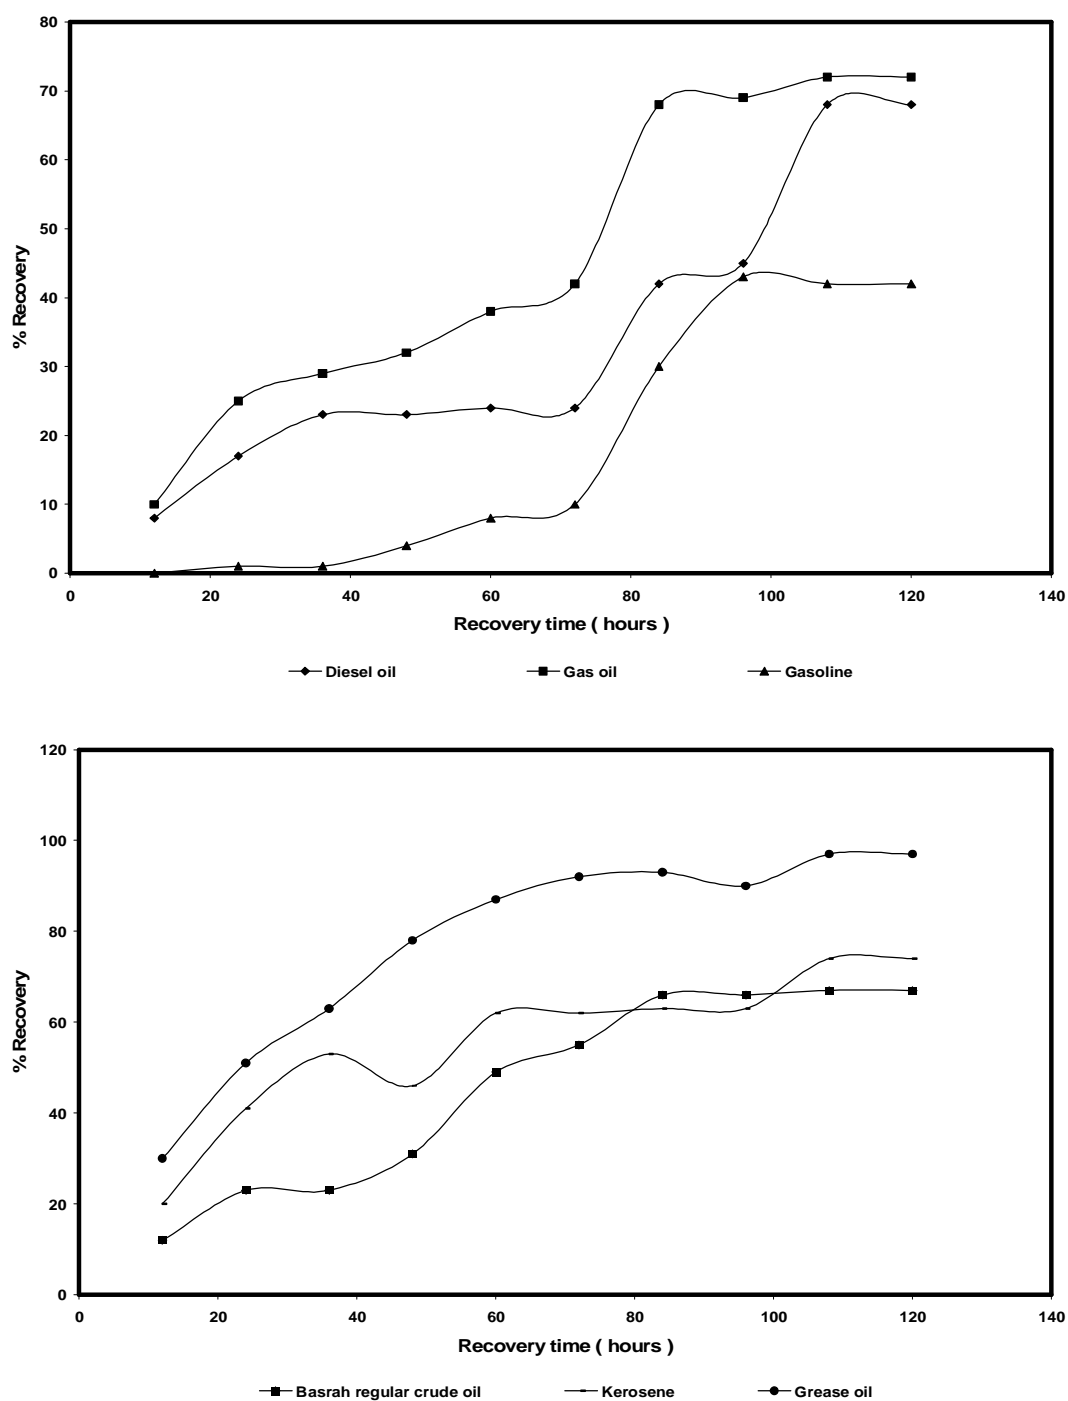 80
70
60
50
40
30
20
10
0
% Recovery
0 20 40 60 80 100 120 140
Recovery time ( hours )
Diesel oil Gas oil Gasoline
120
100
80
60
40
20
0
% Recovery
0 20 40 60 80 100 120 140
Recovery time ( hours )
Basrah regular crude oil Kerosene Grease oil